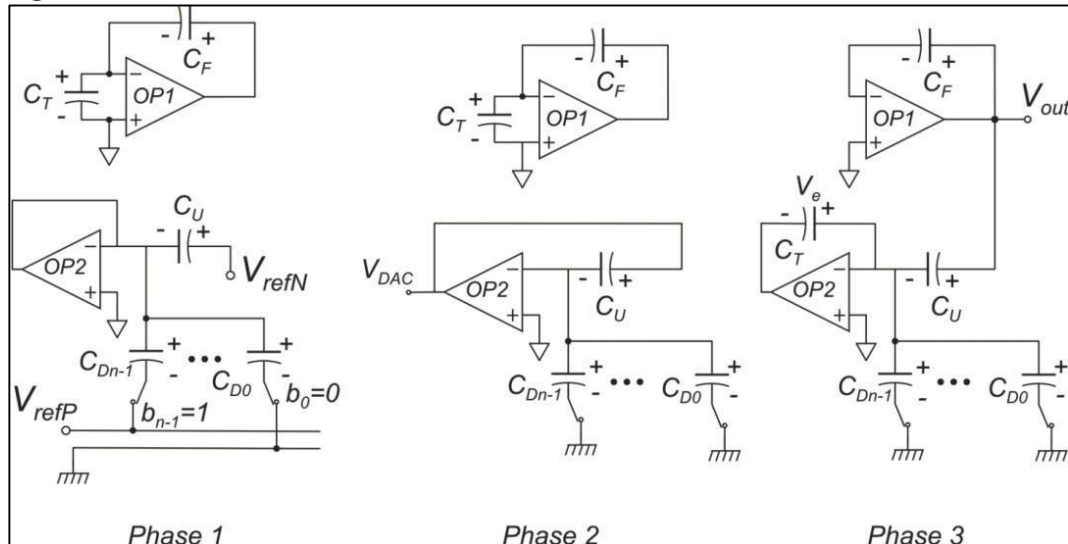 - +
C_F
+
C_T
-
-
OP1
+
C_U
- +
-
OP2
+
V_refN
C_Dn-1
+
-
C_D0
+
-
V_refP
b_n-1=1
b_0=0
Phase 1
- +
C_F
+
C_T
-
-
OP1
+
V_DAC
-
OP2
+
- +
C_U
C_Dn-1
+
-
C_D0
+
-
Phase 2
- +
C_F
-
OP1
+
V_out
V_e
- +
C_T
-
OP2
+
- +
C_U
C_Dn-1
+
-
C_D0
+
-
Phase 3